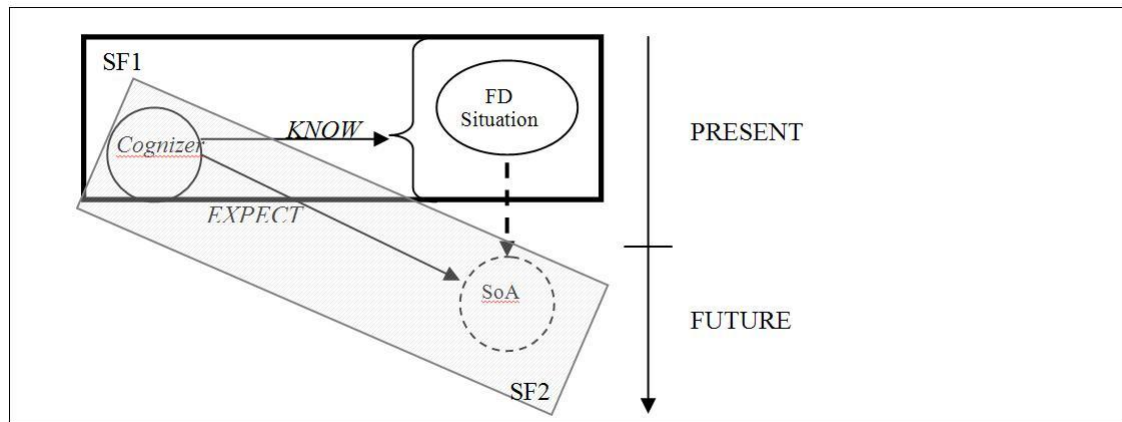 SF1
FD
Situation
KNOW
PRESENT
Cognizer
EXPECT
SoA
FUTURE
SF2